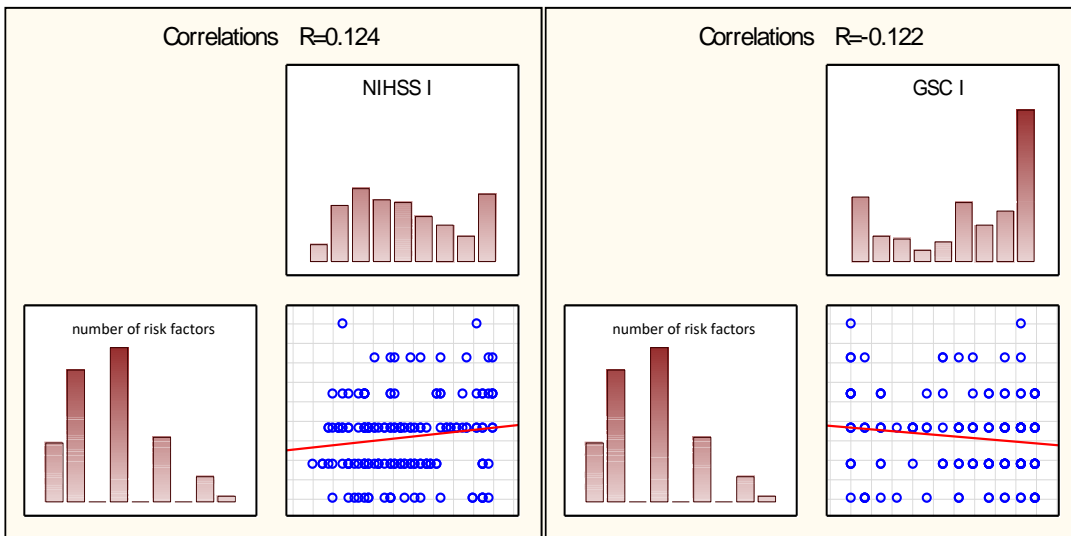 Correlations R=0.124
NIHSS I
number of risk factors
Correlations R=-0.122
GSC I
number of risk factors